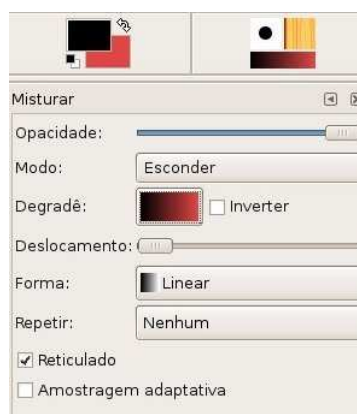 Misturar
Opacidade:
Modo: Esconder
Degradê: Inverter
Deslocamento:
Forma: Linear
Repetir: Nenhum
Reticulado
Amostragem adaptativa